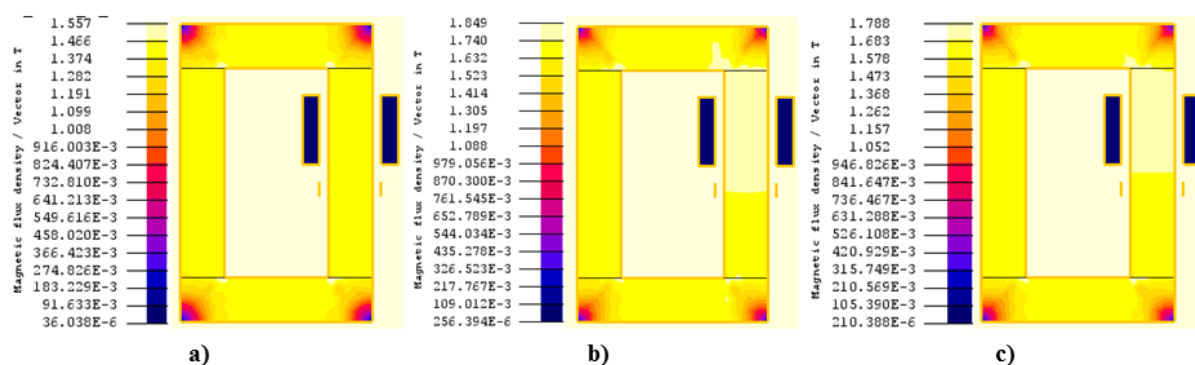 1.557
1.466
1.374
1.282
1.191
1.099
1.008
916.003E-3
824.407E-3
732.810E-3
641.213E-3
549.616E-3
458.020E-3
366.423E-3
274.826E-3
183.229E-3
91.633E-3
36.038E-6
Magnetic flux density / Vector in T
a)
1.849
1.740
1.632
1.523
1.414
1.305
1.197
1.088
979.056E-3
870.300E-3
761.545E-3
652.789E-3
544.034E-3
435.278E-3
326.523E-3
217.767E-3
109.012E-3
256.394E-6
Magnetic flux density / Vector in T
b)
1.788
1.683
1.578
1.473
1.368
1.262
1.157
1.052
946.826E-3
841.647E-3
736.467E-3
631.288E-3
526.108E-3
420.929E-3
315.749E-3
210.569E-3
105.390E-3
210.388E-6
Magnetic flux density / Vector in T
c)